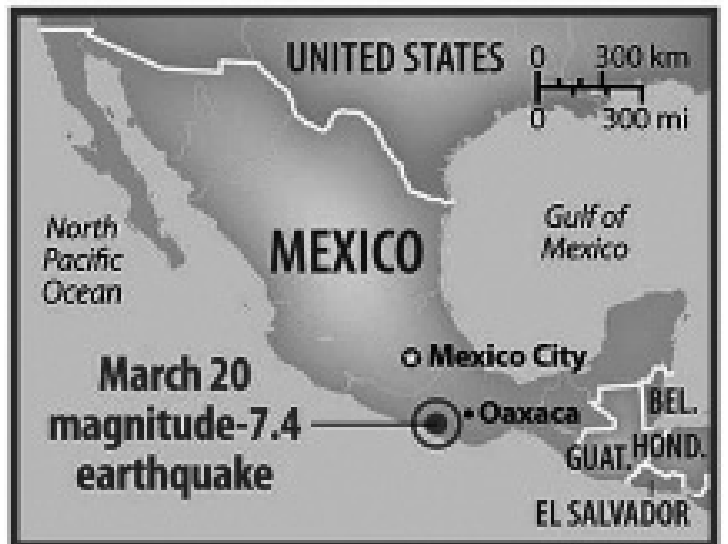 UNITED STATES
0 300 km
0 300 mi
North
Pacific
Ocean
MEXICO
Gulf of
Mexico
Mexico City
March 20
magnitude-7.4
earthquake
Oaxaca
BEL.
GUAT.
HOND.
EL SALVADOR